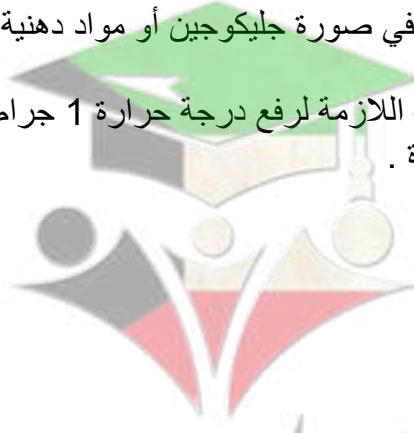 في صورة جليكوجين أو مواد دهنية
اللازمة لرفع درجة حرارة 1 جرام
ة .